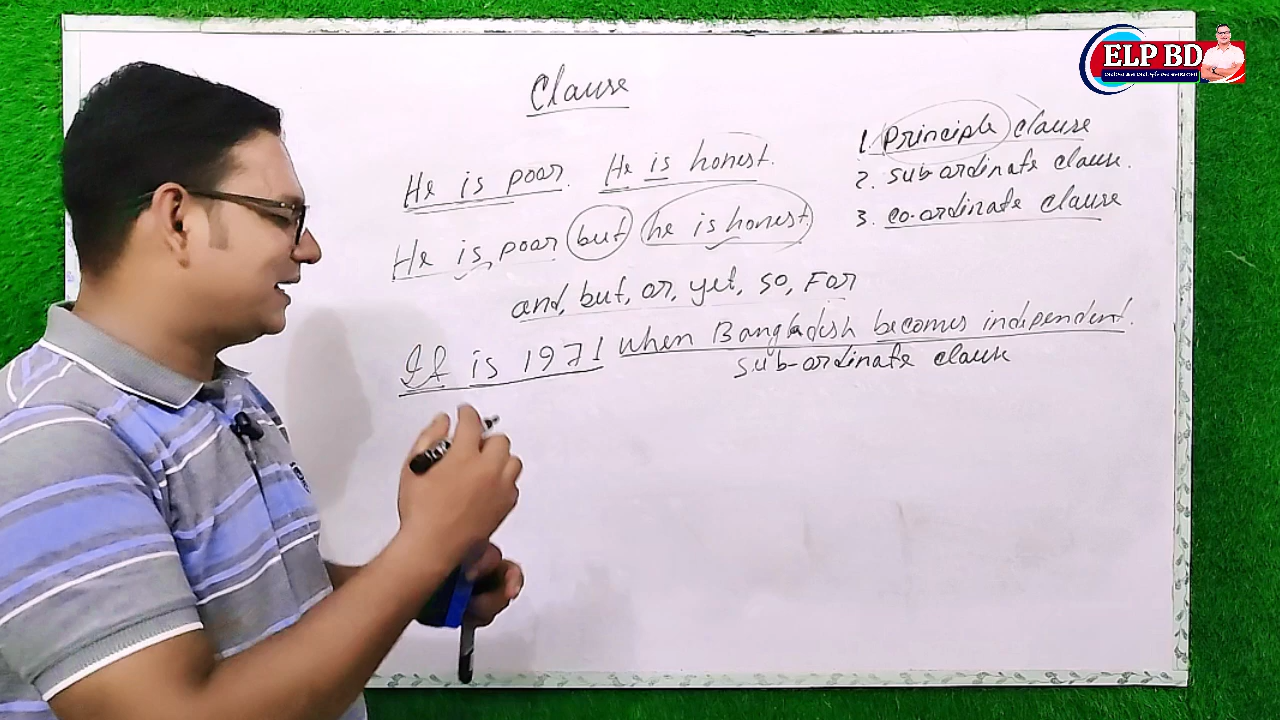 ELP BD
Clause
He is poor. He is honest.
He is poor but he is honest.
and, but, or, yet, so, For
It is 1971 when Bangladesh becomes independent.
sub-ordinate clause
1. Principle clause
2. sub-ordinate clause.
3. co-ordinate clause